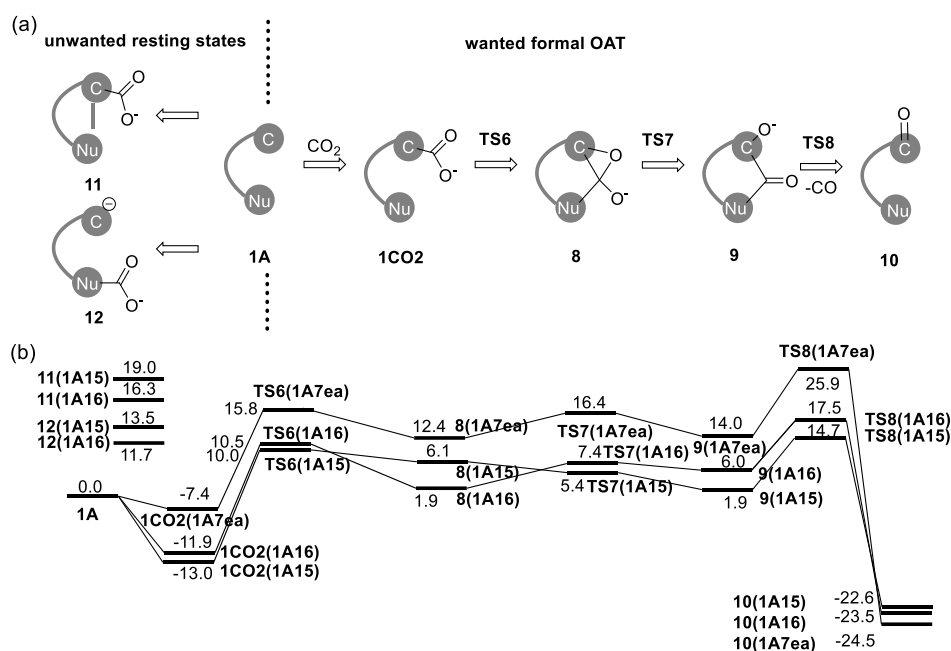 (a)
unwanted resting states
wanted formal OAT
C
O
O-
Nu
11
C
⊖
Nu
O
O-
12
C
Nu
1A
CO2
C
O
O-
Nu
1CO2
TS6
C
O
O-
Nu
8
TS7
O-
C
O
Nu
9
TS8
-CO
O
C
Nu
10
(b)
11(1A15) 19.0
11(1A16) 16.3
12(1A15) 13.5
12(1A16) 11.7
0.0
1A
-7.4
1CO2(1A7ea)
-11.9 1CO2(1A16)
-13.0 1CO2(1A15)
TS6(1A7ea)
15.8
10.5 TS6(1A16)
10.0 TS6(1A15)
12.4 8(1A7ea)
6.1
8(1A15)
1.9 8(1A16)
16.4
TS7(1A7ea)
7.4 TS7(1A16)
5.4 TS7(1A15)
14.0
9(1A7ea)
6.0
9(1A16)
1.9 9(1A15)
TS8(1A7ea)
25.9
17.5 TS8(1A16)
14.7 TS8(1A15)
10(1A15) -22.6
10(1A16) -23.5
10(1A7ea) -24.5